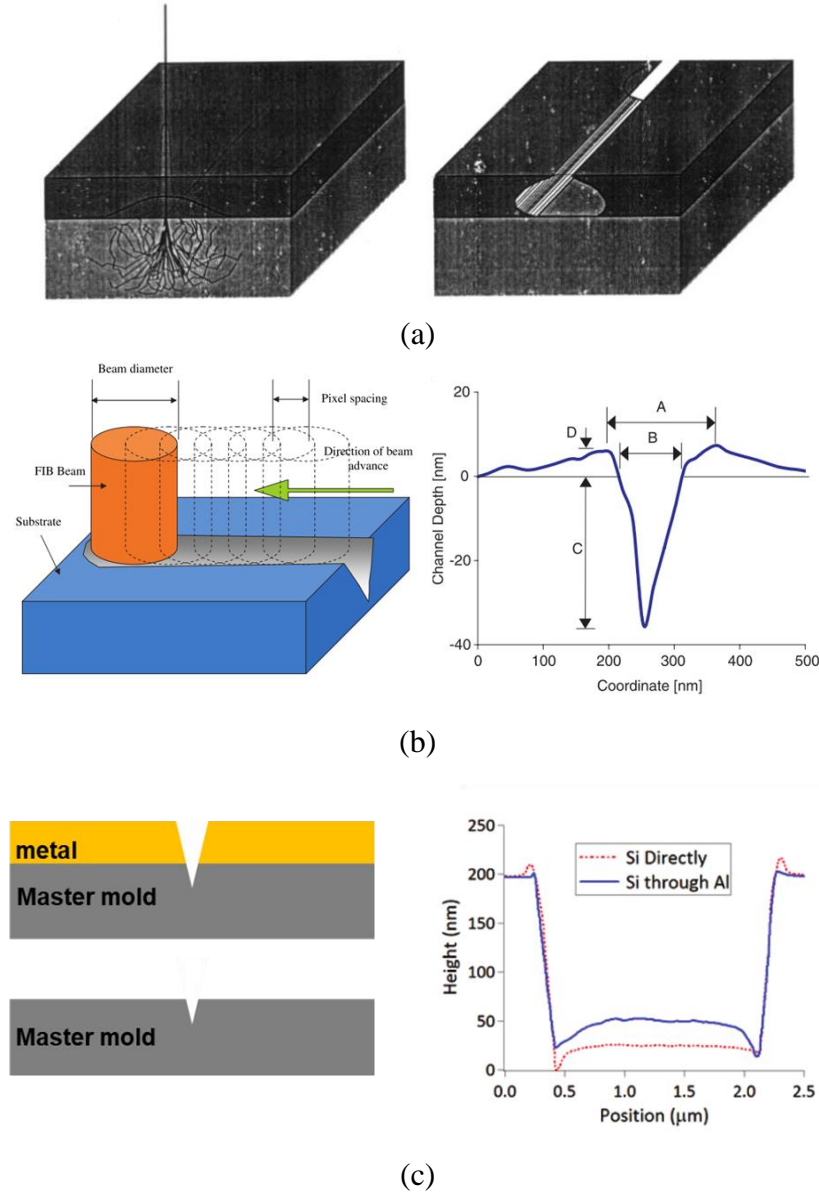 (a)
Beam diameter
Pixel spacing
FIB Beam
Direction of beam
advance
Substrate
20
0
-20
-40
Channel Depth [nm]
A
B
C
D
0
100
200
300
400
500
Coordinate [nm]
(b)
metal
Master mold
Master mold
250
200
150
100
50
0
Height (nm)
Si Directly
Si through Al
0.0
0.5
1.0
1.5
2.0
2.5
Position (μm)
(c)